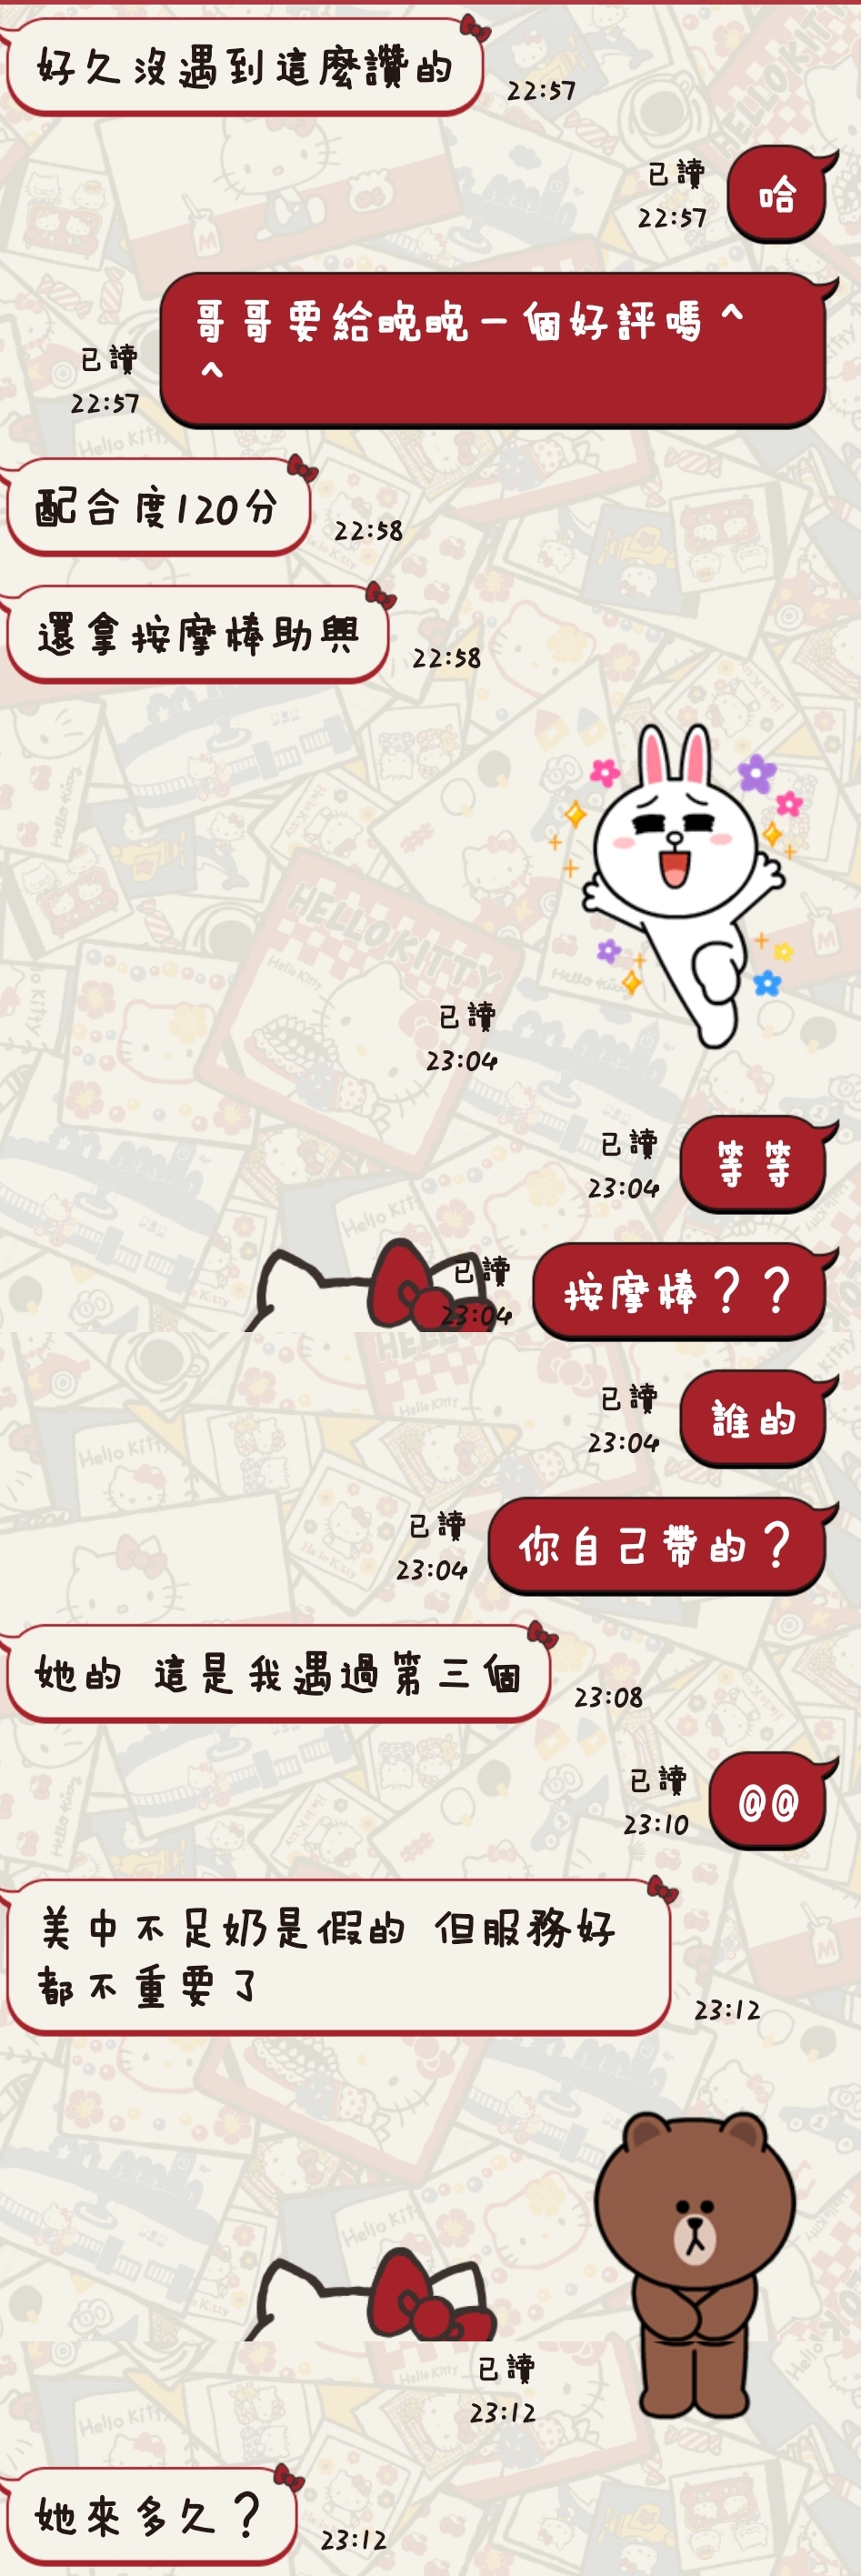 好久沒遇到這麼讚的
22:57
已讀
22:57
哈
哥哥要給晚晚一個好評嗎^
^
已讀
22:57
配合度120分
22:58
還拿按摩棒助興
22:58
已讀
23:04
已讀
23:04
等等
已讀
23:04
按摩棒??
已讀
23:04
誰的
已讀
23:04
你自己帶的?
她的 這是我遇過第三個
23:08
已讀
23:10
@@
美中不足奶是假的 但服務好
都不重要了
23:12
已讀
23:12
她來多久?
23:12